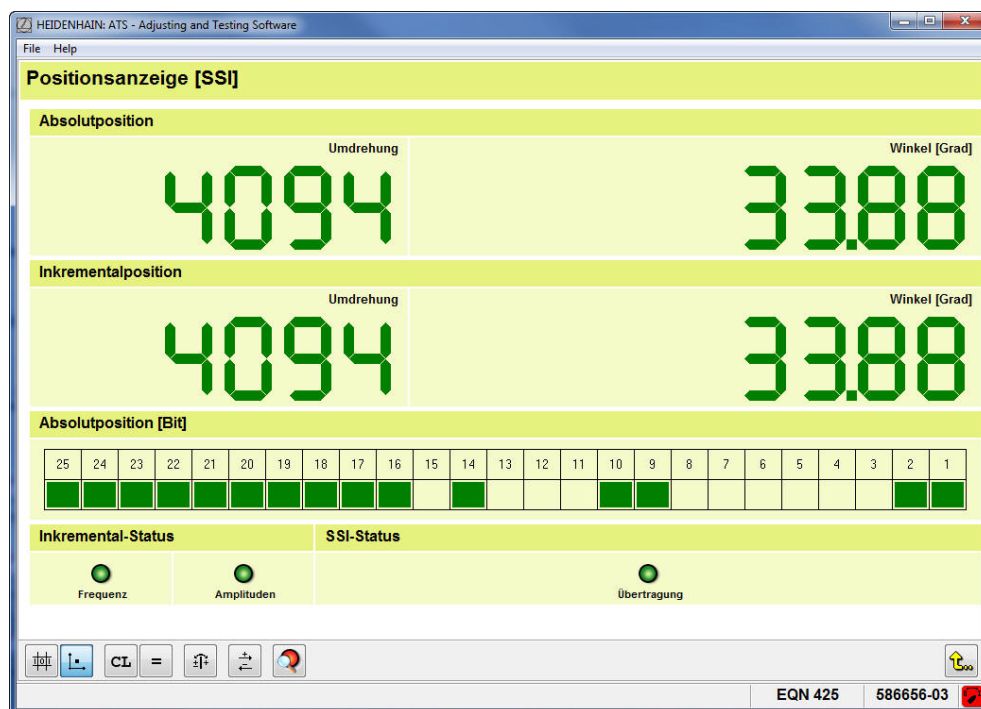 HEIDENHAIN: ATS - Adjusting and Testing Software
File Help
Positionsanzeige [SSI]
Absolutposition
Umdrehung Winkel [Grad]
4094 33.88
Inkrementalposition
Umdrehung Winkel [Grad]
4094 33.88
Absolutposition [Bit]
25 24 23 22 21 20 19 18 17 16 15 14 13 12 11 10 9 8 7 6 5 4 3 2 1
Inkremental-Status SSI-Status
Frequenz Amplituden Übertragung
CL =
EQN 425 586656-03